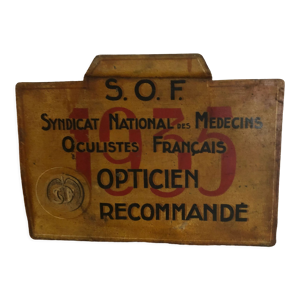 S. O. F.
SYNDICAT NATIONAL DES MEDECINS
OCULISTES FRANÇAIS
1935
OPTICIEN
RECOMMANDÉ